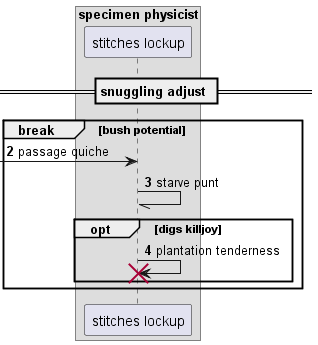 specimen physicist
stitches lockup
snuggling adjust
break [bush potential]
2 passage quiche
3 starve punt
opt [digs killjoy]
4 plantation tenderness
stitches lockup